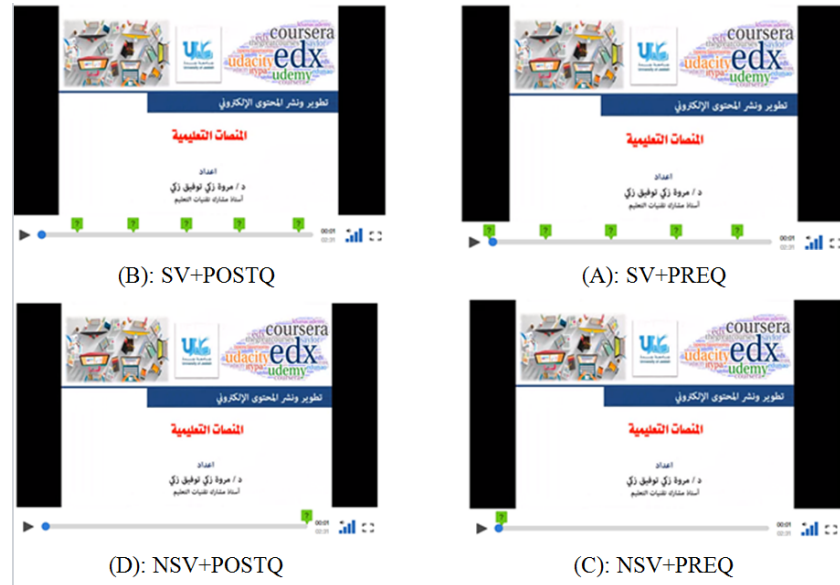 coursera
edx
udacity
udemy
University of Jeddah
تطوير ونشر المحتوى الإلكتروني
المنصات التعليمية
اعداد
د / مروة زكي توفيق زكي
أستاذ مشارك تقنيات التعليم
? ? ? ? ?
00:01
02:31
(B): SV+POSTQ
coursera
edx
udacity
udemy
تطوير ونشر المحتوى الإلكتروني
المنصات التعليمية
اعداد
د / مروة زكي توفيق زكي
أستاذ مشارك تقنيات التعليم
? ? ? ? ?
00:01
02:31
(A): SV+PREQ
coursera
edx
udacity
udemy
تطوير ونشر المحتوى الإلكتروني
المنصات التعليمية
اعداد
د / مروة زكي توفيق زكي
أستاذ مشارك تقنيات التعليم
?
00:01
02:31
(D): NSV+POSTQ
coursera
edx
udacity
udemy
تطوير ونشر المحتوى الإلكتروني
المنصات التعليمية
اعداد
د / مروة زكي توفيق زكي
أستاذ مشارك تقنيات التعليم
?
00:01
02:31
(C): NSV+PREQ